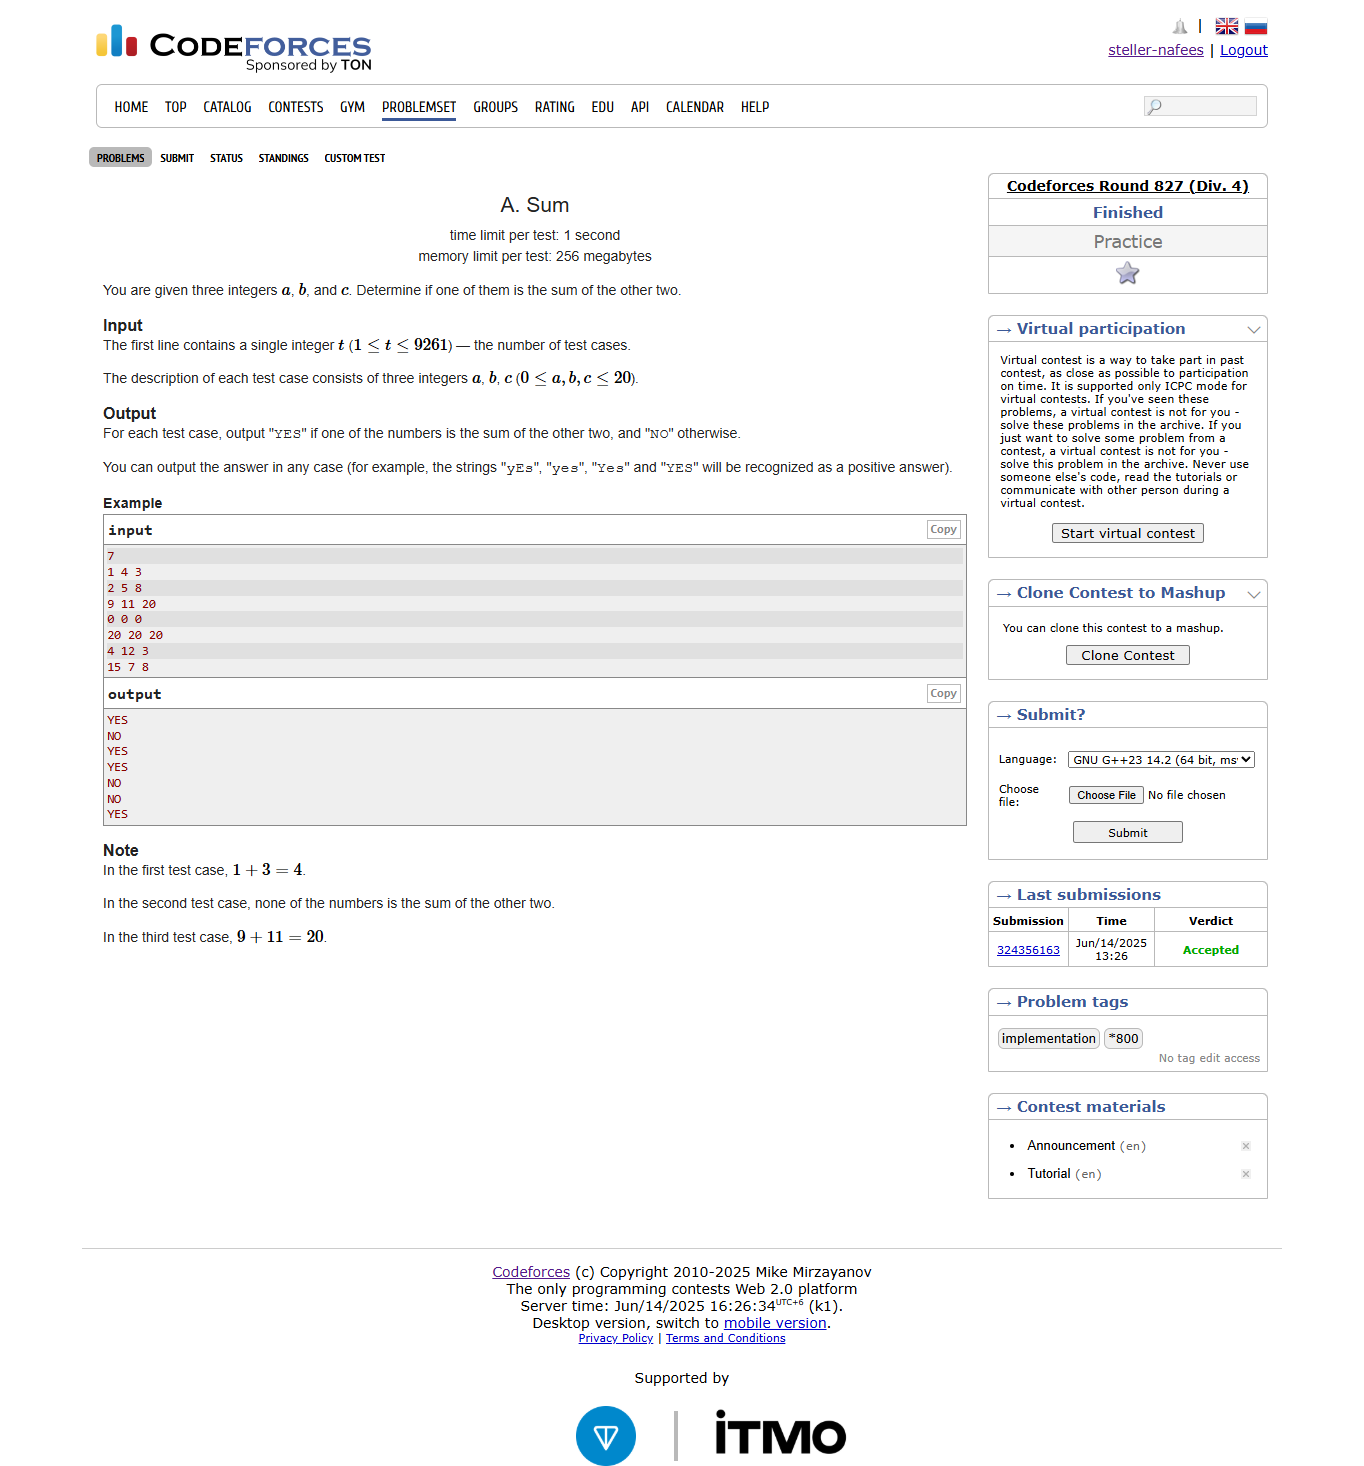 CODEFORCES
Sponsored by TON
|
steller-nafees | Logout
HOME TOP CATALOG CONTESTS GYM PROBLEMSET GROUPS RATING EDU API CALENDAR HELP
PROBLEMS SUBMIT STATUS STANDINGS CUSTOM TEST
A. Sum
time limit per test: 1 second
memory limit per test: 256 megabytes
You are given three integers a, b, and c. Determine if one of them is the sum of the other two.
Input
The first line contains a single integer t (1 ≤ t ≤ 9261) — the number of test cases.
The description of each test case consists of three integers a, b, c (0 ≤ a, b, c ≤ 20).
Output
For each test case, output "YES" if one of the numbers is the sum of the other two, and "NO" otherwise.
You can output the answer in any case (for example, the strings "yEs", "yes", "Yes" and "YES" will be recognized as a positive answer).
Example
input Copy
7
1 4 3
2 5 8
9 11 20
0 0 0
20 20 20
4 12 3
15 7 8
output Copy
YES
NO
YES
YES
NO
NO
YES
Note
In the first test case, 1 + 3 = 4.
In the second test case, none of the numbers is the sum of the other two.
In the third test case, 9 + 11 = 20.
Codeforces Round 827 (Div. 4)
Finished
Practice
→ Virtual participation
Virtual contest is a way to take part in past
contest, as close as possible to participation
on time. It is supported only ICPC mode for
virtual contests. If you've seen these
problems, a virtual contest is not for you -
solve these problems in the archive. If you
just want to solve some problem from a
contest, a virtual contest is not for you -
solve this problem in the archive. Never use
someone else's code, read the tutorials or
communicate with other person during a
virtual contest.
Start virtual contest
→ Clone Contest to Mashup
You can clone this contest to a mashup.
Clone Contest
→ Submit?
Language: GNU G++23 14.2 (64 bit, ms
Choose
file: Choose File No file chosen
Submit
→ Last submissions
Submission Time Verdict
324356163 Jun/14/2025
13:26 Accepted
→ Problem tags
implementation *800
No tag edit access
→ Contest materials
• Announcement (en)
• Tutorial (en)
Codeforces (c) Copyright 2010-2025 Mike Mirzayanov
The only programming contests Web 2.0 platform
Server time: Jun/14/2025 16:26:34UTC+6 (k1).
Desktop version, switch to mobile version.
Privacy Policy | Terms and Conditions
Supported by
iTMO